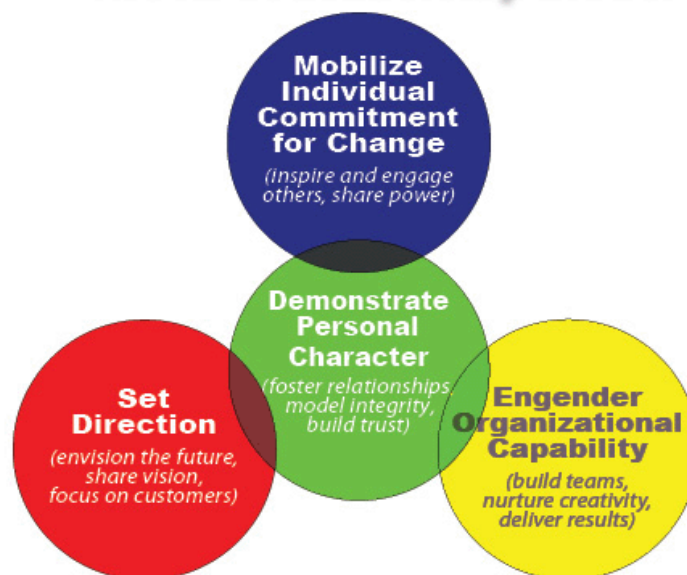 Mobilize
Individual
Commitment
for Change
(inspire and engage
others, share power)
Demonstrate
Personal
Character
(foster relationships,
model integrity,
build trust)
Set
Direction
(envision the future,
share vision,
focus on customers)
Engender
Organizational
Capability
(build teams,
nurture creativity,
deliver results)